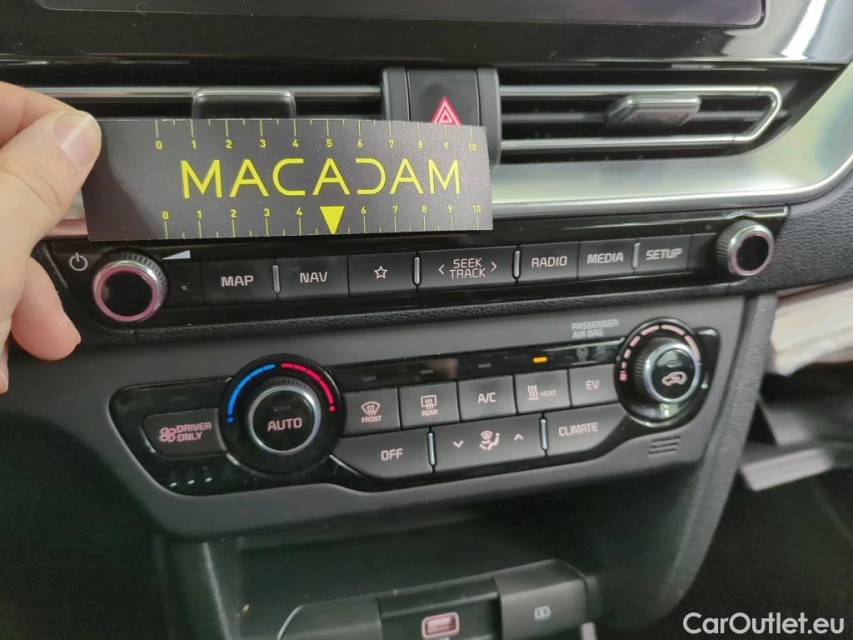 0 1 2 3 4 5 6 7 8 9 10
MACADAM
0 1 2 3 4 6 7 8 9 10
MAP NAV < SEEK TRACK > RADIO MEDIA SETUP
PASSENGER AIR BAG
DRIVER ONLY
AUTO
FRONT REAR A/C HEAT EV
OFF CLIMATE
CarOutlet.eu